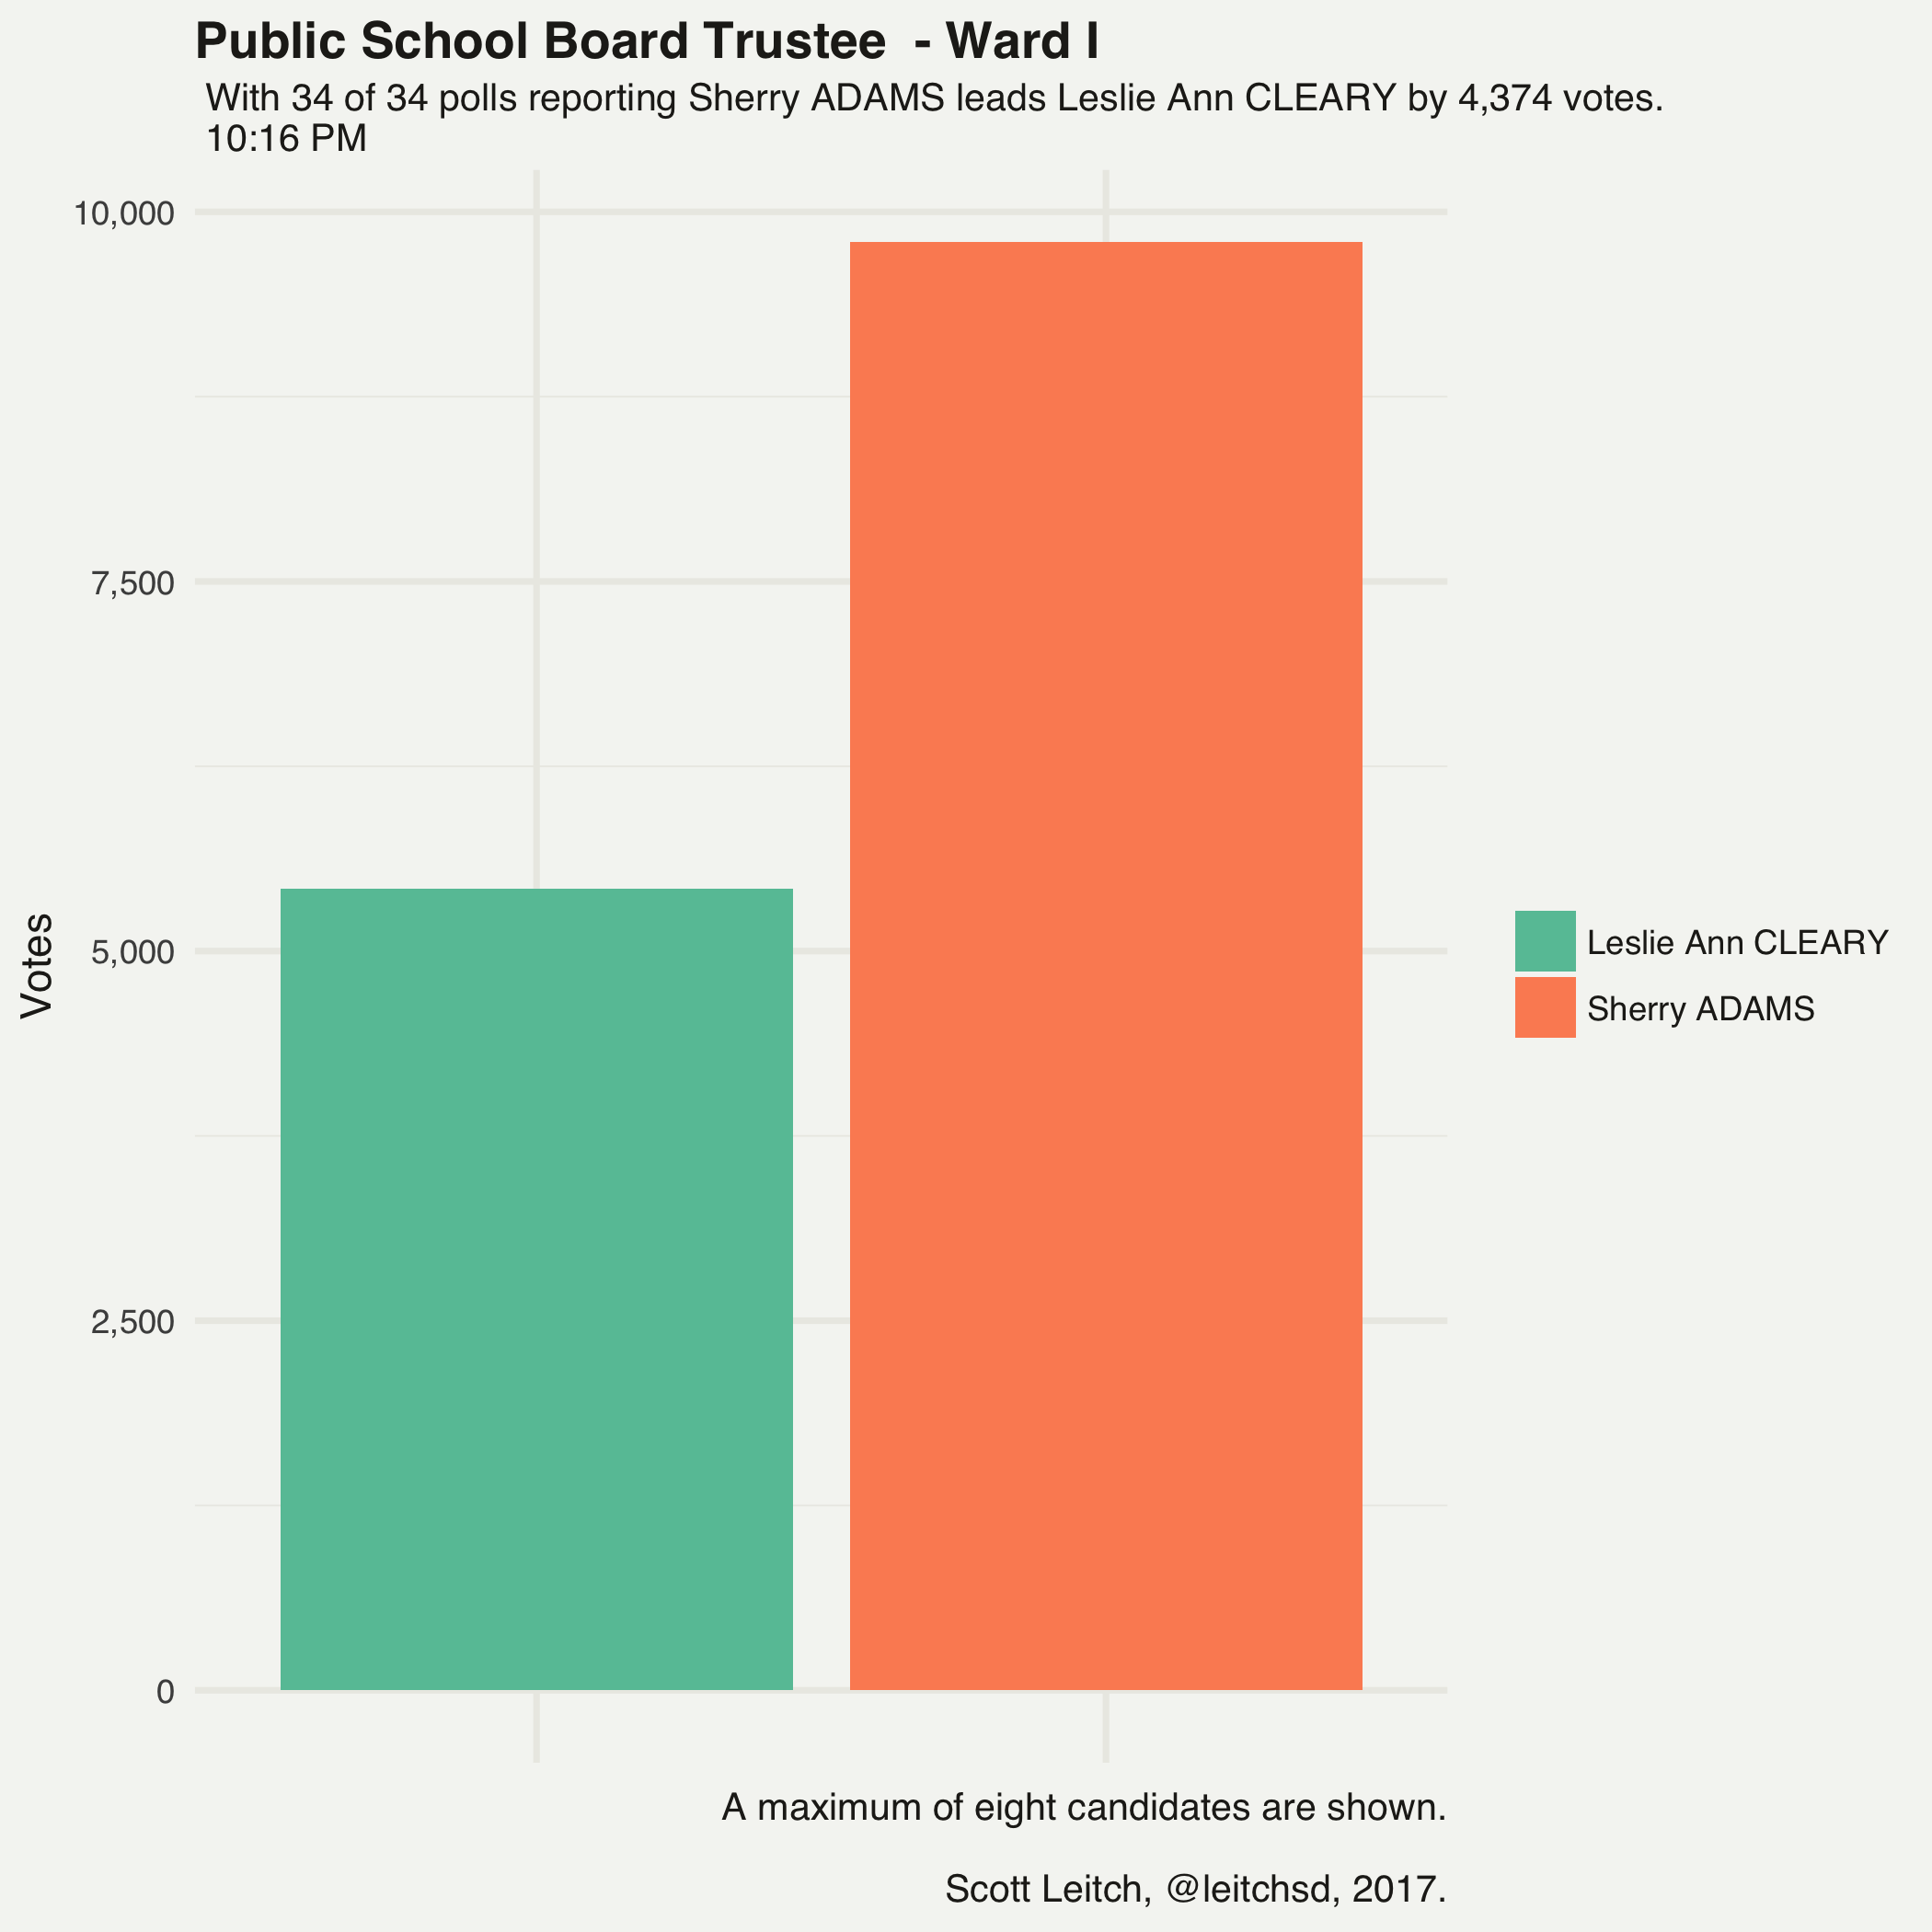 Public School Board Trustee  - Ward I
With 34 of 34 polls reporting Sherry ADAMS leads Leslie Ann CLEARY by 4,374 votes.
10:16 PM
10,000
7,500
5,000
2,500
0
Votes
Leslie Ann CLEARY
Sherry ADAMS
A maximum of eight candidates are shown.
Scott Leitch, @leitchsd, 2017.